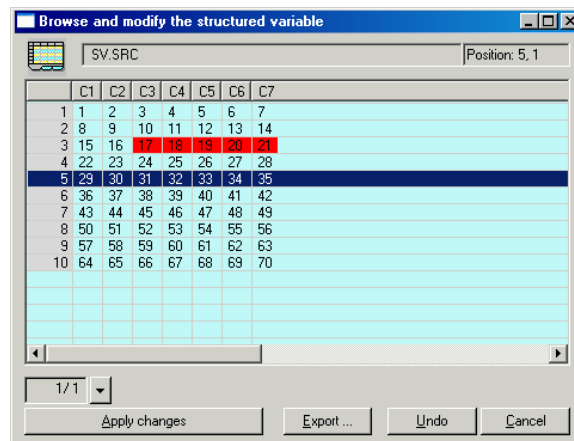 Browse and modify the structured variable
SV.SRC Position: 5, 1
C1 C2 C3 C4 C5 C6 C7
1 1 2 3 4 5 6 7
2 8 9 10 11 12 13 14
3 15 16 17 18 19 20 21
4 22 23 24 25 26 27 28
5 29 30 31 32 33 34 35
6 36 37 38 39 40 41 42
7 43 44 45 46 47 48 49
8 50 51 52 53 54 55 56
9 57 58 59 60 61 62 63
10 64 65 66 67 68 69 70
1/1
Apply changes Export ... Undo Cancel